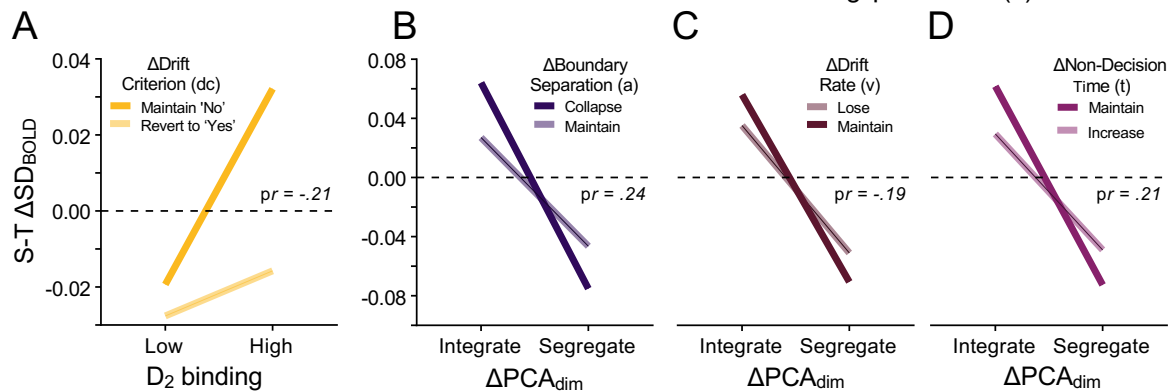 A
B
C
D
S-T ΔSD_BOLD
0.04
0.02
0.00
-0.02
ΔDrift
Criterion (dc)
Maintain 'No'
Revert to 'Yes'
pr = -.21
Low
High
D2 binding
0.08
0.04
0.00
-0.04
-0.08
ΔBoundary
Separation (a)
Collapse
Maintain
pr = .24
Integrate
Segregate
ΔPCAdim
ΔDrift
Rate (v)
Lose
Maintain
pr = -.19
Integrate
Segregate
ΔPCAdim
ΔNon-Decision
Time (t)
Maintain
Increase
pr = .21
Integrate
Segregate
ΔPCAdim